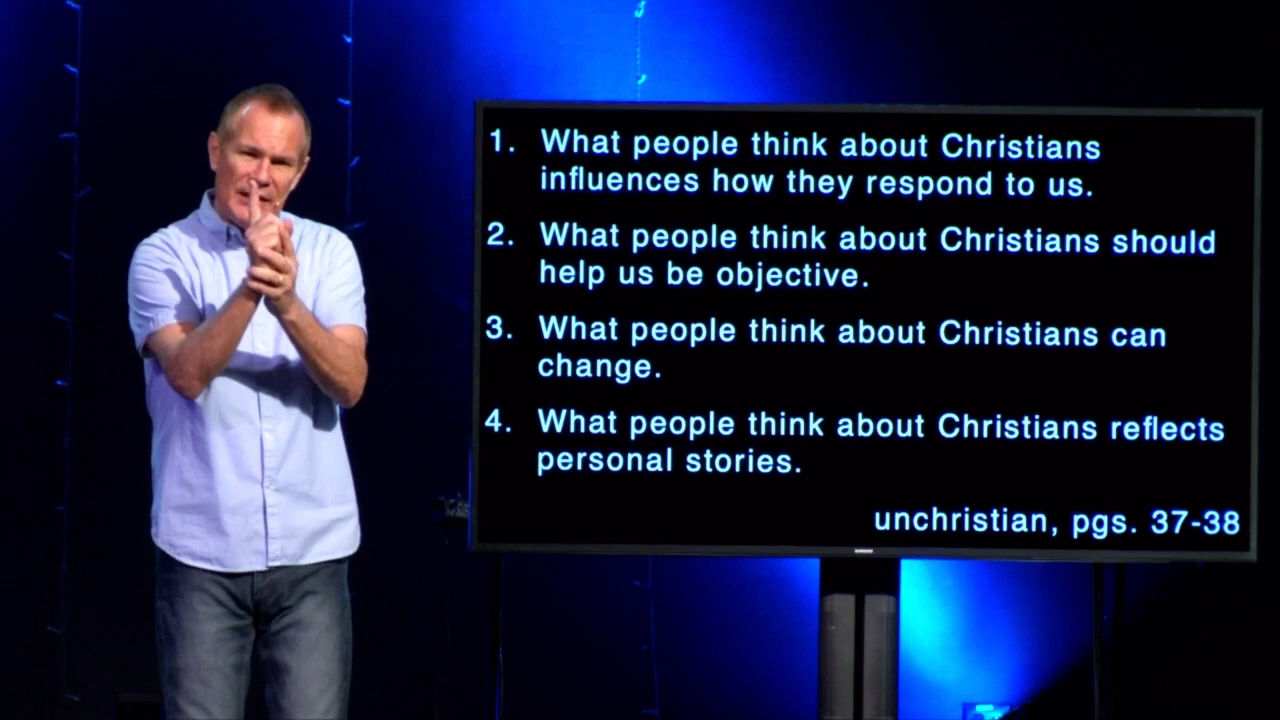 1. What people think about Christians
influences how they respond to us.
2. What people think about Christians should
help us be objective.
3. What people think about Christians can
change.
4. What people think about Christians reflects
personal stories.
unchristian, pgs. 37-38
SAMSUNG